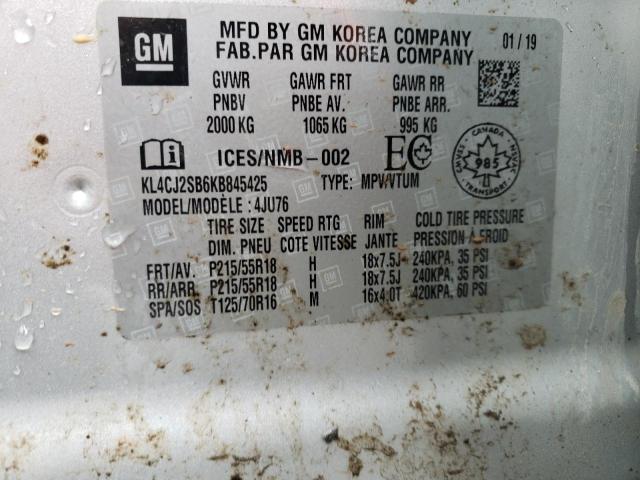 GM
MFD BY GM KOREA COMPANY
FAB.PAR GM KOREA COMPANY
01/19
GVWR GAWR FRT GAWR RR
PNBV PNBE AV. PNBE ARR.
2000 KG 1065 KG 995 KG
ICES/NMB-002 EC
CANADA
CMVSS 985 NSVAC
KL4CJ2SB6KB845425 TYPE: MPV/VTUM
MODEL/MODÈLE : 4JU76
TIRE SIZE SPEED RTG RIM COLD TIRE PRESSURE
DIM. PNEU COTE VITESSE JANTE PRESSION À FROID
FRT/AV. P215/55R18 H 18x7.5J 240KPA, 35 PSI
RR/ARR P215/55R18 H 18x7.5J 240KPA, 35 PSI
SPA/SOS T125/70R16 M 16x4.0T 420KPA, 60 PSI